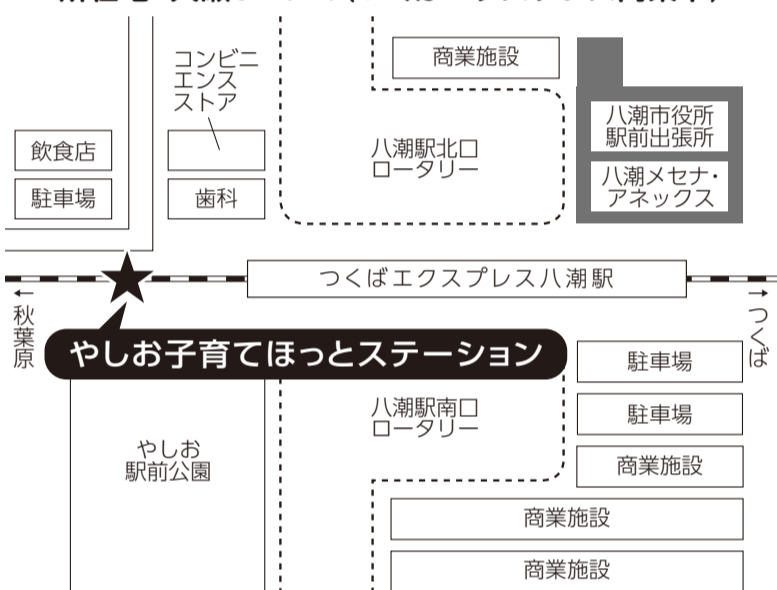 商業施設
コンビニ
エンス
ストア
八潮市役所
駅前出張所
飲食店
八潮駅北口
ロータリー
八潮メセナ・
アネックス
駐車場
歯科
つくばエクスプレス八潮駅
←
秋葉原
→
つくば
やしお子育てほっとステーション
駐車場
八潮駅南口
ロータリー
駐車場
やしお
駅前公園
商業施設
商業施設
商業施設